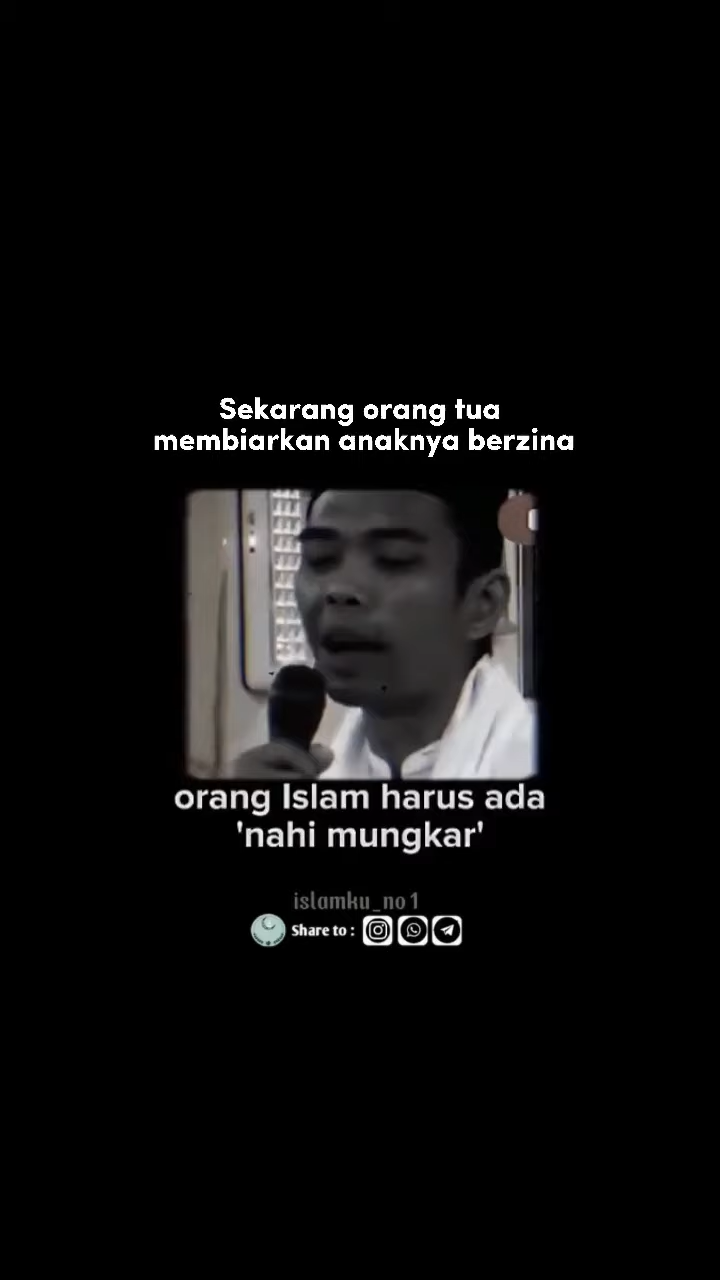 Sekarang orang tua
membiarkan anaknya berzina
orang Islam harus ada
'nahi mungkar'
islamku_no1
Share to :